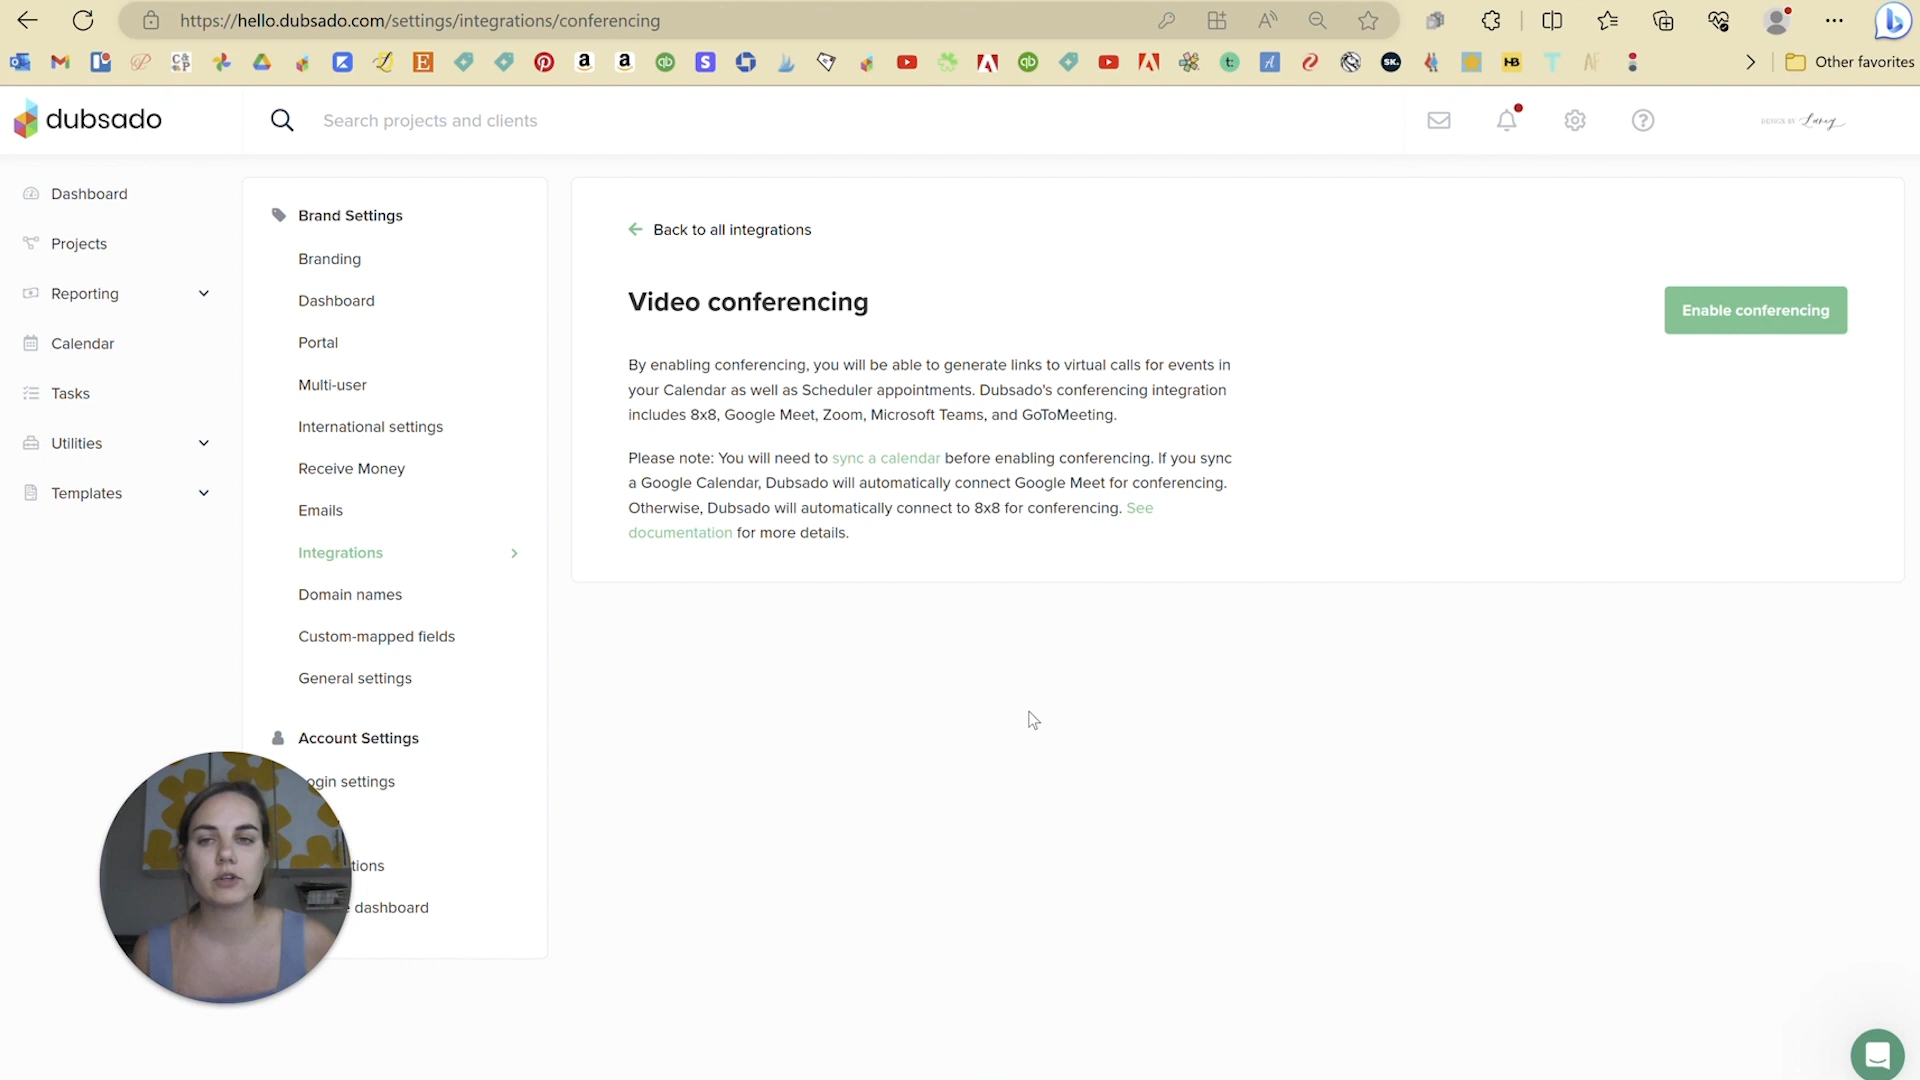 https://hello.dubsado.com/settings/integrations/conferencing
Other favorites
dubsado
Search projects and clients
DESIGN BY Laney
Dashboard
Projects
Reporting
Calendar
Tasks
Utilities
Templates
Brand Settings
Branding
Dashboard
Portal
Multi-user
International settings
Receive Money
Emails
Integrations
Domain names
Custom-mapped fields
General settings
Account Settings
ogin settings
tions
dashboard
Back to all integrations
Video conferencing
Enable conferencing
By enabling conferencing, you will be able to generate links to virtual calls for events in
your Calendar as well as Scheduler appointments. Dubsado's conferencing integration
includes 8x8, Google Meet, Zoom, Microsoft Teams, and GoToMeeting.
Please note: You will need to sync a calendar before enabling conferencing. If you sync
a Google Calendar, Dubsado will automatically connect Google Meet for conferencing.
Otherwise, Dubsado will automatically connect to 8x8 for conferencing. See
documentation for more details.